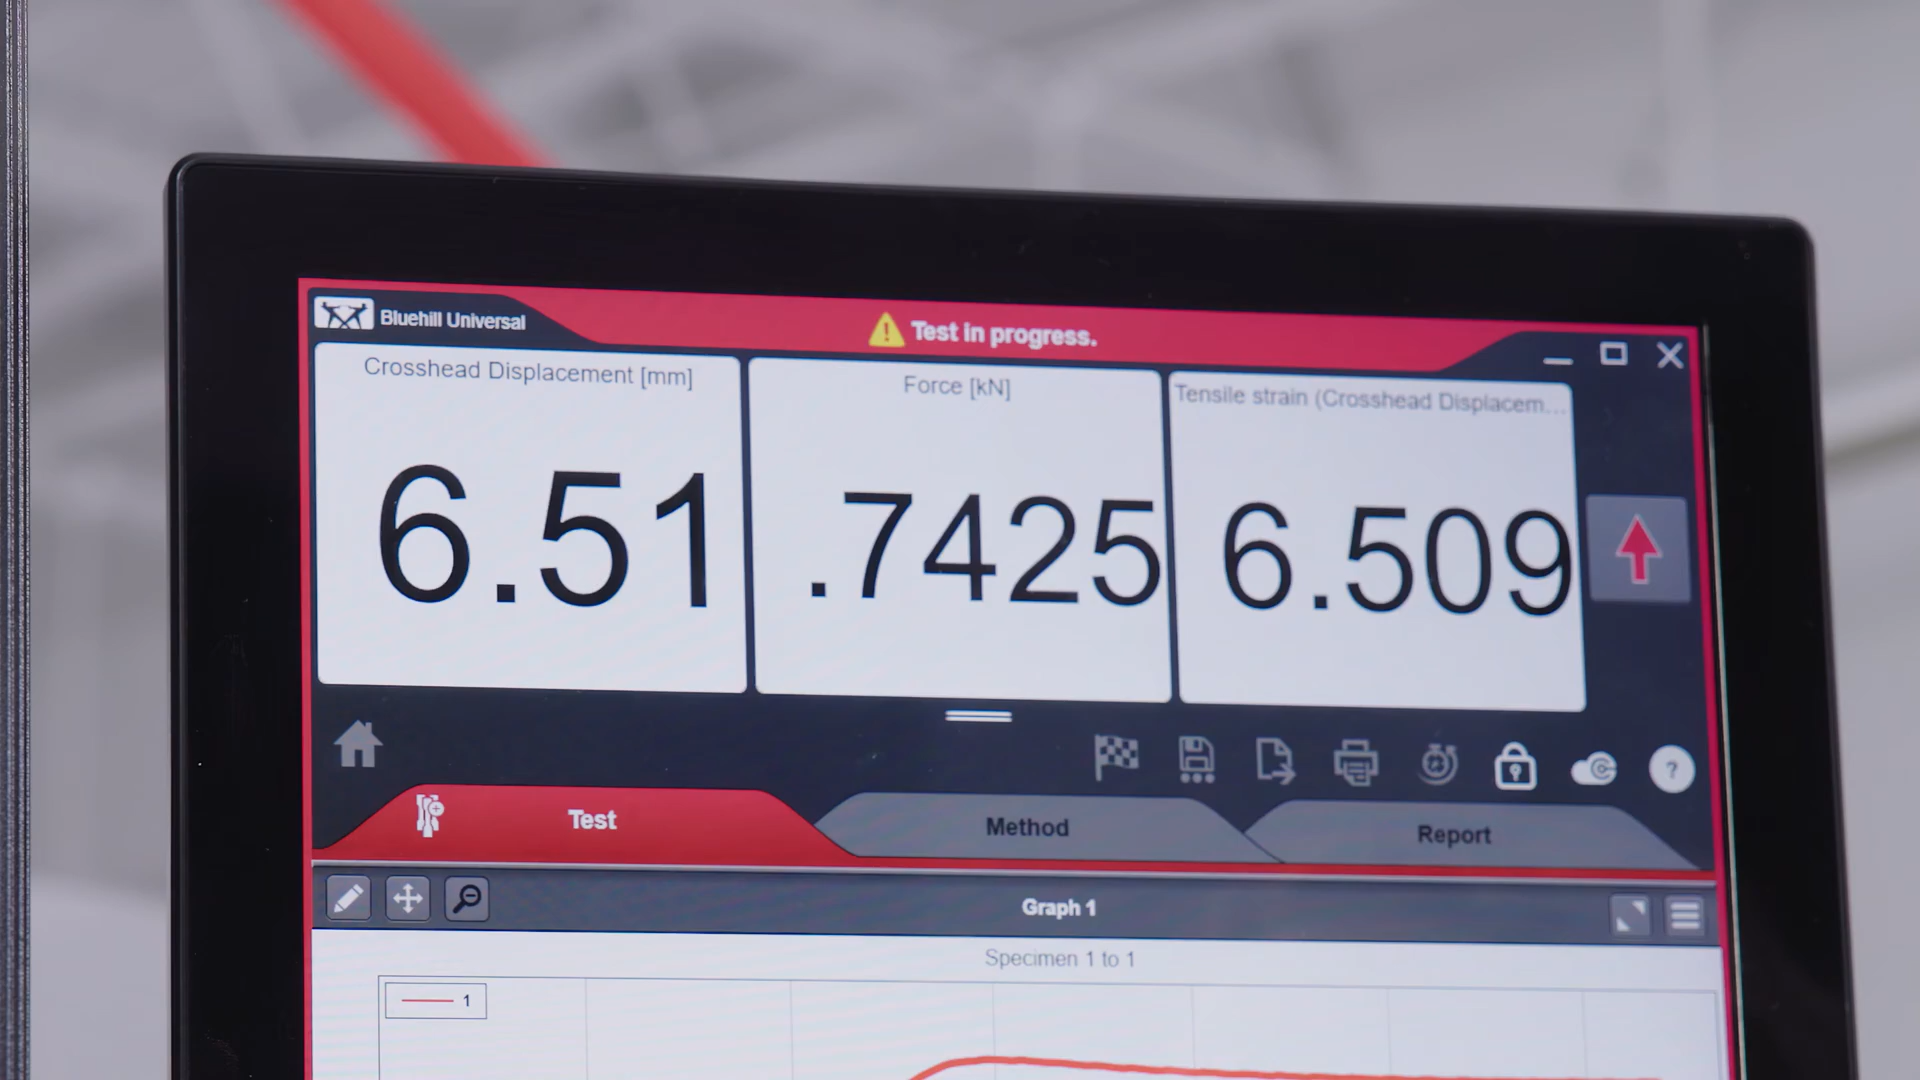 Bluehill Universal
Test in progress.
Crosshead Displacement [mm]
Force [kN]
Tensile strain (Crosshead Displacem...
6.51
.7425
6.509
?
Test
Method
Report
Graph 1
Specimen 1 to 1
1